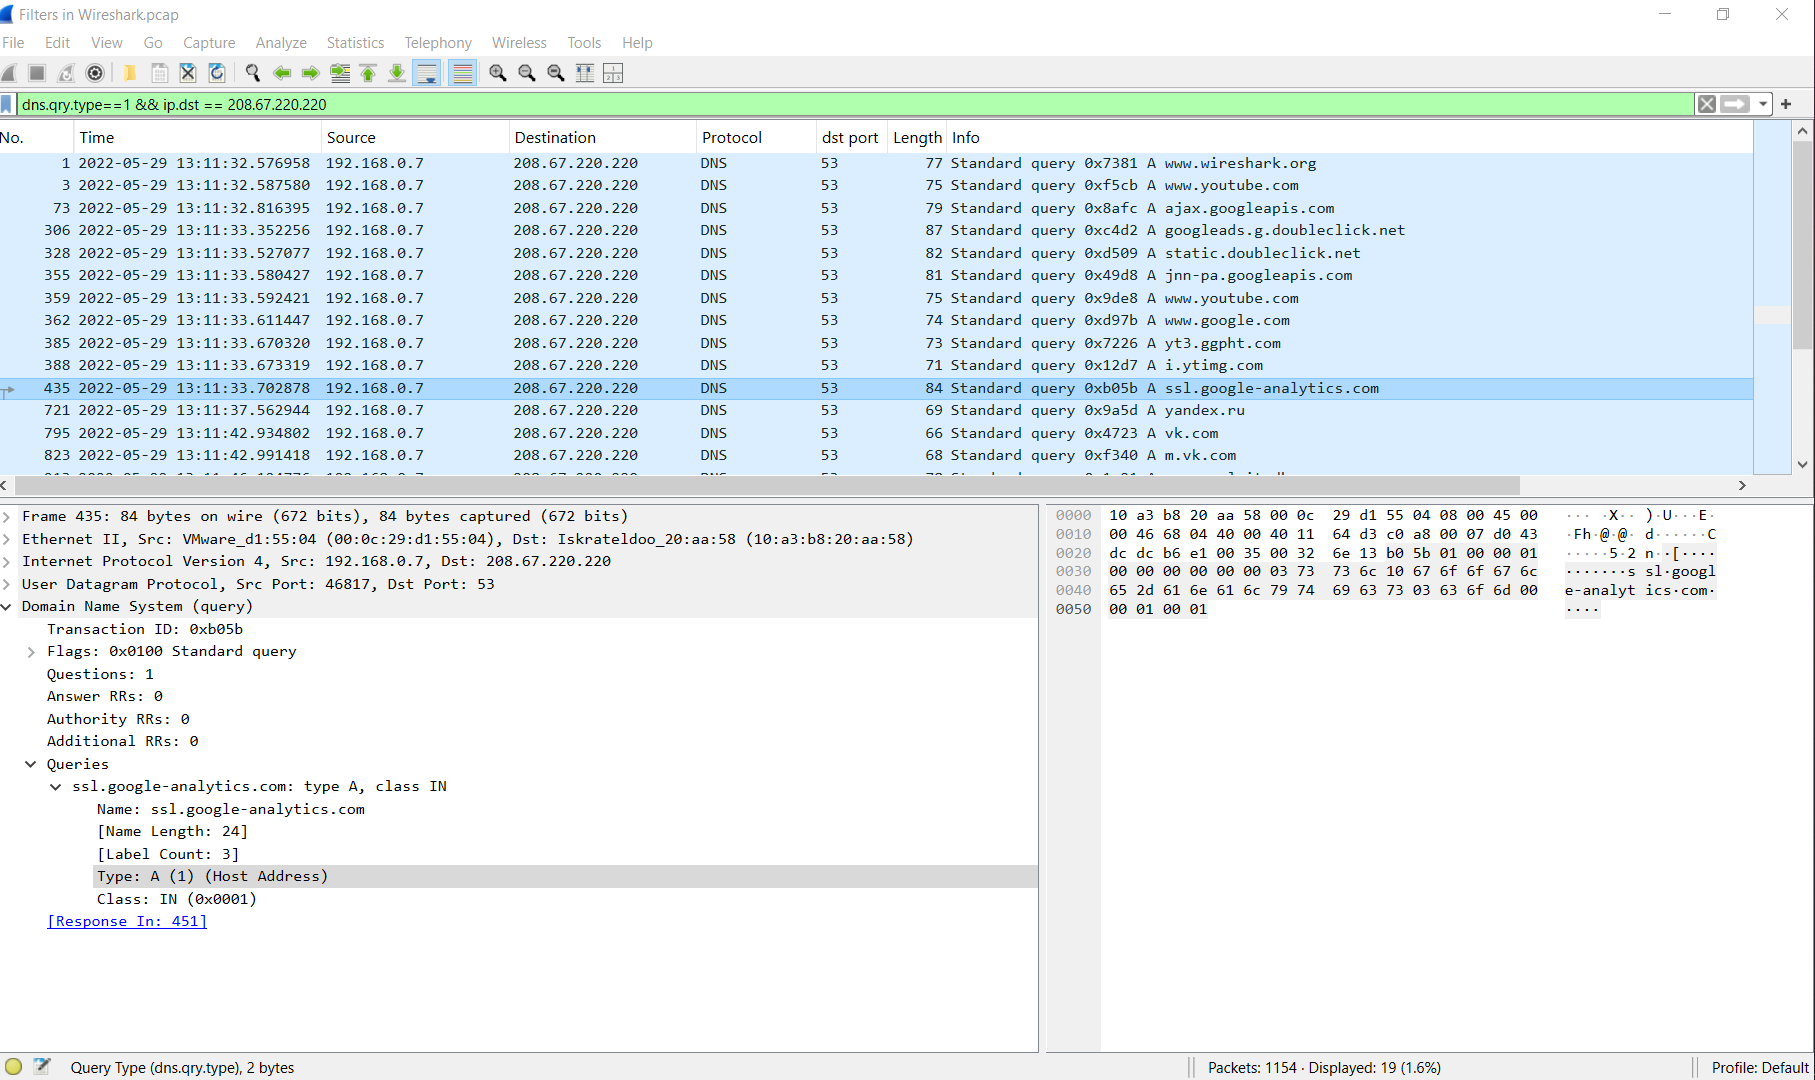 Filters in Wireshark.pcap
File Edit View Go Capture Analyze Statistics Telephony Wireless Tools Help
dns.qry.type==1 && ip.dst == 208.67.220.220
No. Time Source Destination Protocol dst port Length Info
1 2022-05-29 13:11:32.576958 192.168.0.7 208.67.220.220 DNS 53 77 Standard query 0x7381 A www.wireshark.org
3 2022-05-29 13:11:32.587580 192.168.0.7 208.67.220.220 DNS 53 75 Standard query 0xf5cb A www.youtube.com
73 2022-05-29 13:11:32.816395 192.168.0.7 208.67.220.220 DNS 53 79 Standard query 0x8afc A ajax.googleapis.com
306 2022-05-29 13:11:33.352256 192.168.0.7 208.67.220.220 DNS 53 87 Standard query 0xc4d2 A googleads.g.doubleclick.net
328 2022-05-29 13:11:33.527077 192.168.0.7 208.67.220.220 DNS 53 82 Standard query 0xd509 A static.doubleclick.net
355 2022-05-29 13:11:33.580427 192.168.0.7 208.67.220.220 DNS 53 81 Standard query 0x49d8 A jnn-pa.googleapis.com
359 2022-05-29 13:11:33.592421 192.168.0.7 208.67.220.220 DNS 53 75 Standard query 0x9de8 A www.youtube.com
362 2022-05-29 13:11:33.611447 192.168.0.7 208.67.220.220 DNS 53 74 Standard query 0xd97b A www.google.com
385 2022-05-29 13:11:33.670320 192.168.0.7 208.67.220.220 DNS 53 73 Standard query 0x7226 A yt3.ggpht.com
388 2022-05-29 13:11:33.673319 192.168.0.7 208.67.220.220 DNS 53 71 Standard query 0x12d7 A i.ytimg.com
435 2022-05-29 13:11:33.702878 192.168.0.7 208.67.220.220 DNS 53 84 Standard query 0xb05b A ssl.google-analytics.com
721 2022-05-29 13:11:37.562944 192.168.0.7 208.67.220.220 DNS 53 69 Standard query 0x9a5d A yandex.ru
795 2022-05-29 13:11:42.934802 192.168.0.7 208.67.220.220 DNS 53 66 Standard query 0x4723 A vk.com
823 2022-05-29 13:11:42.991418 192.168.0.7 208.67.220.220 DNS 53 68 Standard query 0xf340 A m.vk.com
Frame 435: 84 bytes on wire (672 bits), 84 bytes captured (672 bits)
Ethernet II, Src: VMware_d1:55:04 (00:0c:29:d1:55:04), Dst: Iskrateldoo_20:aa:58 (10:a3:b8:20:aa:58)
Internet Protocol Version 4, Src: 192.168.0.7, Dst: 208.67.220.220
User Datagram Protocol, Src Port: 46817, Dst Port: 53
Domain Name System (query)
Transaction ID: 0xb05b
Flags: 0x0100 Standard query
Questions: 1
Answer RRs: 0
Authority RRs: 0
Additional RRs: 0
Queries
ssl.google-analytics.com: type A, class IN
Name: ssl.google-analytics.com
[Name Length: 24]
[Label Count: 3]
Type: A (1) (Host Address)
Class: IN (0x0001)
[Response In: 451]
0000 10 a3 b8 20 aa 58 00 0c 29 d1 55 04 08 00 45 00 ··· ·X·· )·U···E·
0010 00 46 68 04 40 00 40 11 64 d3 c0 a8 00 07 d0 43 ·Fh·@·@· d······C
0020 dc dc b6 e1 00 35 00 32 6e 13 b0 5b 01 00 00 01 ·····5·2 n··[····
0030 00 00 00 00 00 00 03 73 73 6c 10 67 6f 6f 67 6c ·······s sl·googl
0040 65 2d 61 6e 61 6c 79 74 69 63 73 03 63 6f 6d 00 e-analyt ics·com·
0050 00 01 00 01 ····
Query Type (dns.qry.type), 2 bytes
Packets: 1154 · Displayed: 19 (1.6%)
Profile: Default